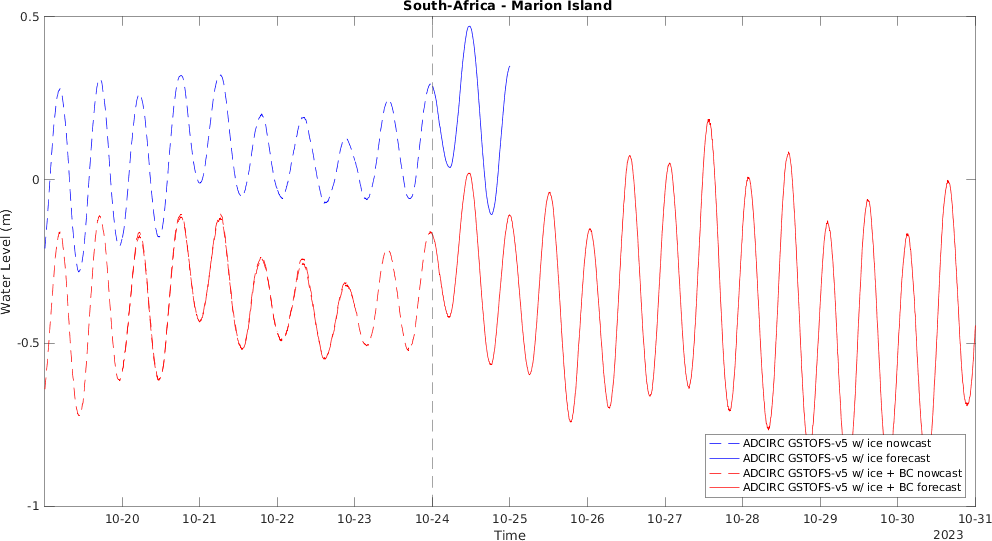 South-Africa - Marion Island
0.5
0
-0.5
-1
Water Level (m)
10-20 10-21 10-22 10-23 10-24 10-25 10-26 10-27 10-28 10-29 10-30 10-31
Time
2023
ADCIRC GSTOFS-v5 w/ ice nowcast
ADCIRC GSTOFS-v5 w/ ice forecast
ADCIRC GSTOFS-v5 w/ ice + BC nowcast
ADCIRC GSTOFS-v5 w/ ice + BC forecast